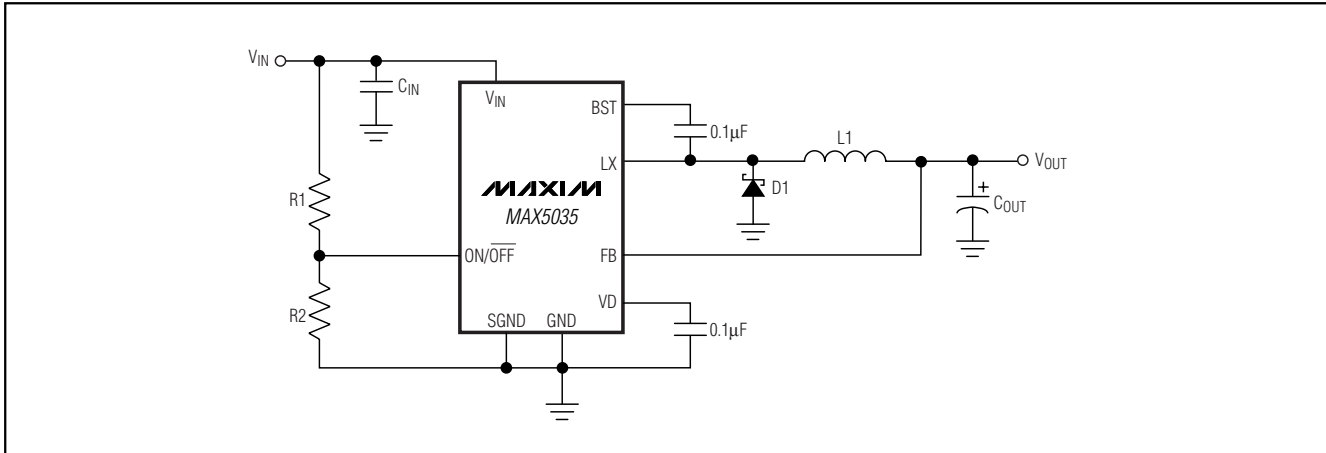 VIN
CIN
VIN
BST
0.1μF
L1
LX
VOUT
D1
COUT
+
R1
MAXIM
MAX5035
ON/OFF
FB
VD
R2
SGND GND
0.1μF